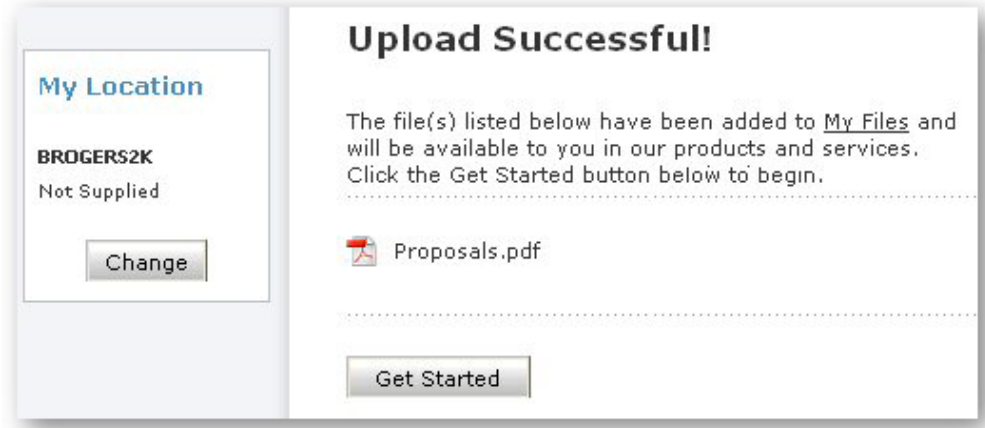 My Location
BROGERS2K
Not Supplied
Change
Upload Successful!
The file(s) listed below have been added to My Files and
will be available to you in our products and services.
Click the Get Started button below to begin.
Proposals.pdf
Get Started